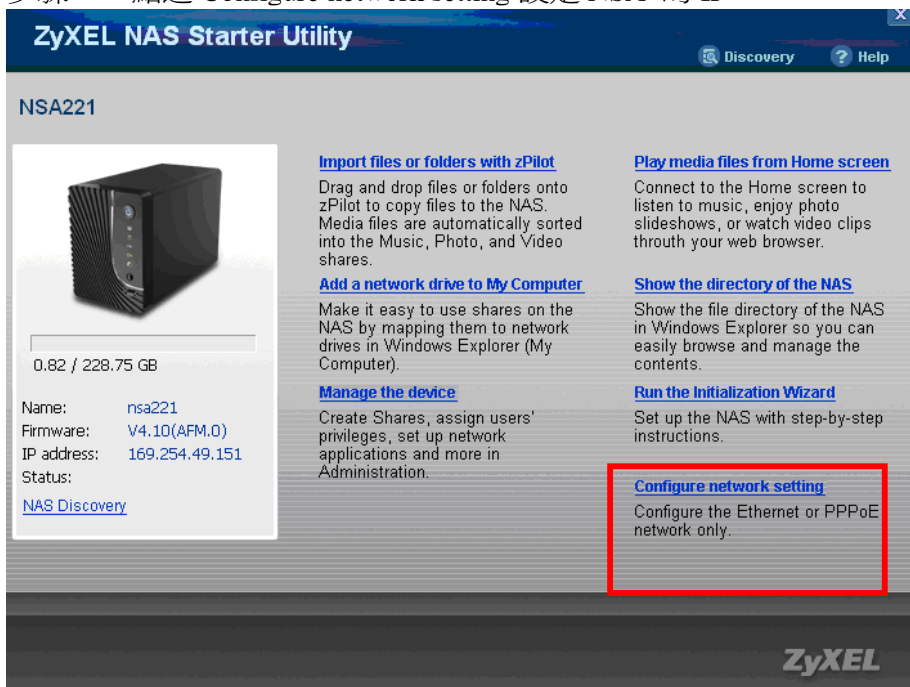 Configure network setting
ZyXEL NAS Starter Utility
X
Discovery
Help
NSA221
0.82 / 228.75 GB
Name: nsa221
Firmware: V4.10(AFM.0)
IP address: 169.254.49.151
Status:
NAS Discovery
Import files or folders with zPilot
Drag and drop files or folders onto
zPilot to copy files to the NAS.
Media files are automatically sorted
into the Music, Photo, and Video
shares.
Add a network drive to My Computer
Make it easy to use shares on the
NAS by mapping them to network
drives in Windows Explorer (My
Computer).
Manage the device
Create Shares, assign users'
privileges, set up network
applications and more in
Administration.
Play media files from Home screen
Connect to the Home screen to
listen to music, enjoy photo
slideshows, or watch video clips
throuth your web browser.
Show the directory of the NAS
Show the file directory of the NAS
in Windows Explorer so you can
easily browse and manage the
contents.
Run the Initialization Wizard
Set up the NAS with step-by-step
instructions.
Configure network setting
Configure the Ethernet or PPPoE
network only.
ZyXEL